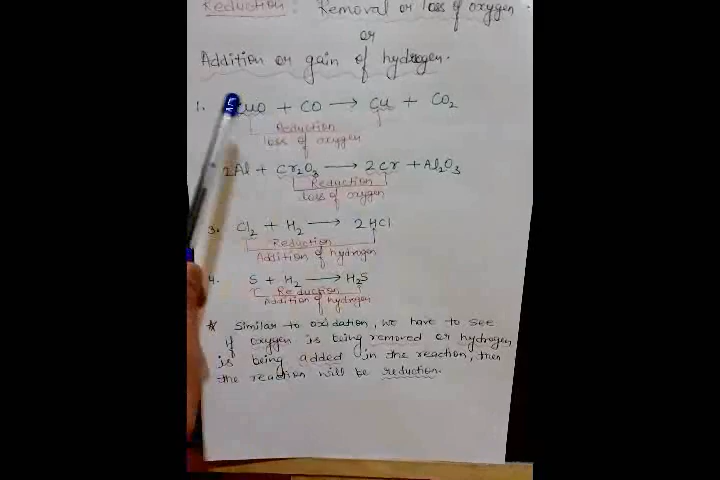 Reduction: Removal or loss of oxygen
or
Addition or gain of hydrogen.
1. CuO + CO → Cu + CO2
Reduction
loss of oxygen
2Al + Cr2O3 → 2Cr + Al2O3
Reduction
loss of oxygen
3. Cl2 + H2 → 2HCl
Reduction
Addition of hydrogen
4. S + H2 → H2S
Reduction
Addition of hydrogen
* Similar to oxidation, we have to see
if oxygen is being removed or hydrogen
is being added in the reaction, then
the reaction will be reduction.